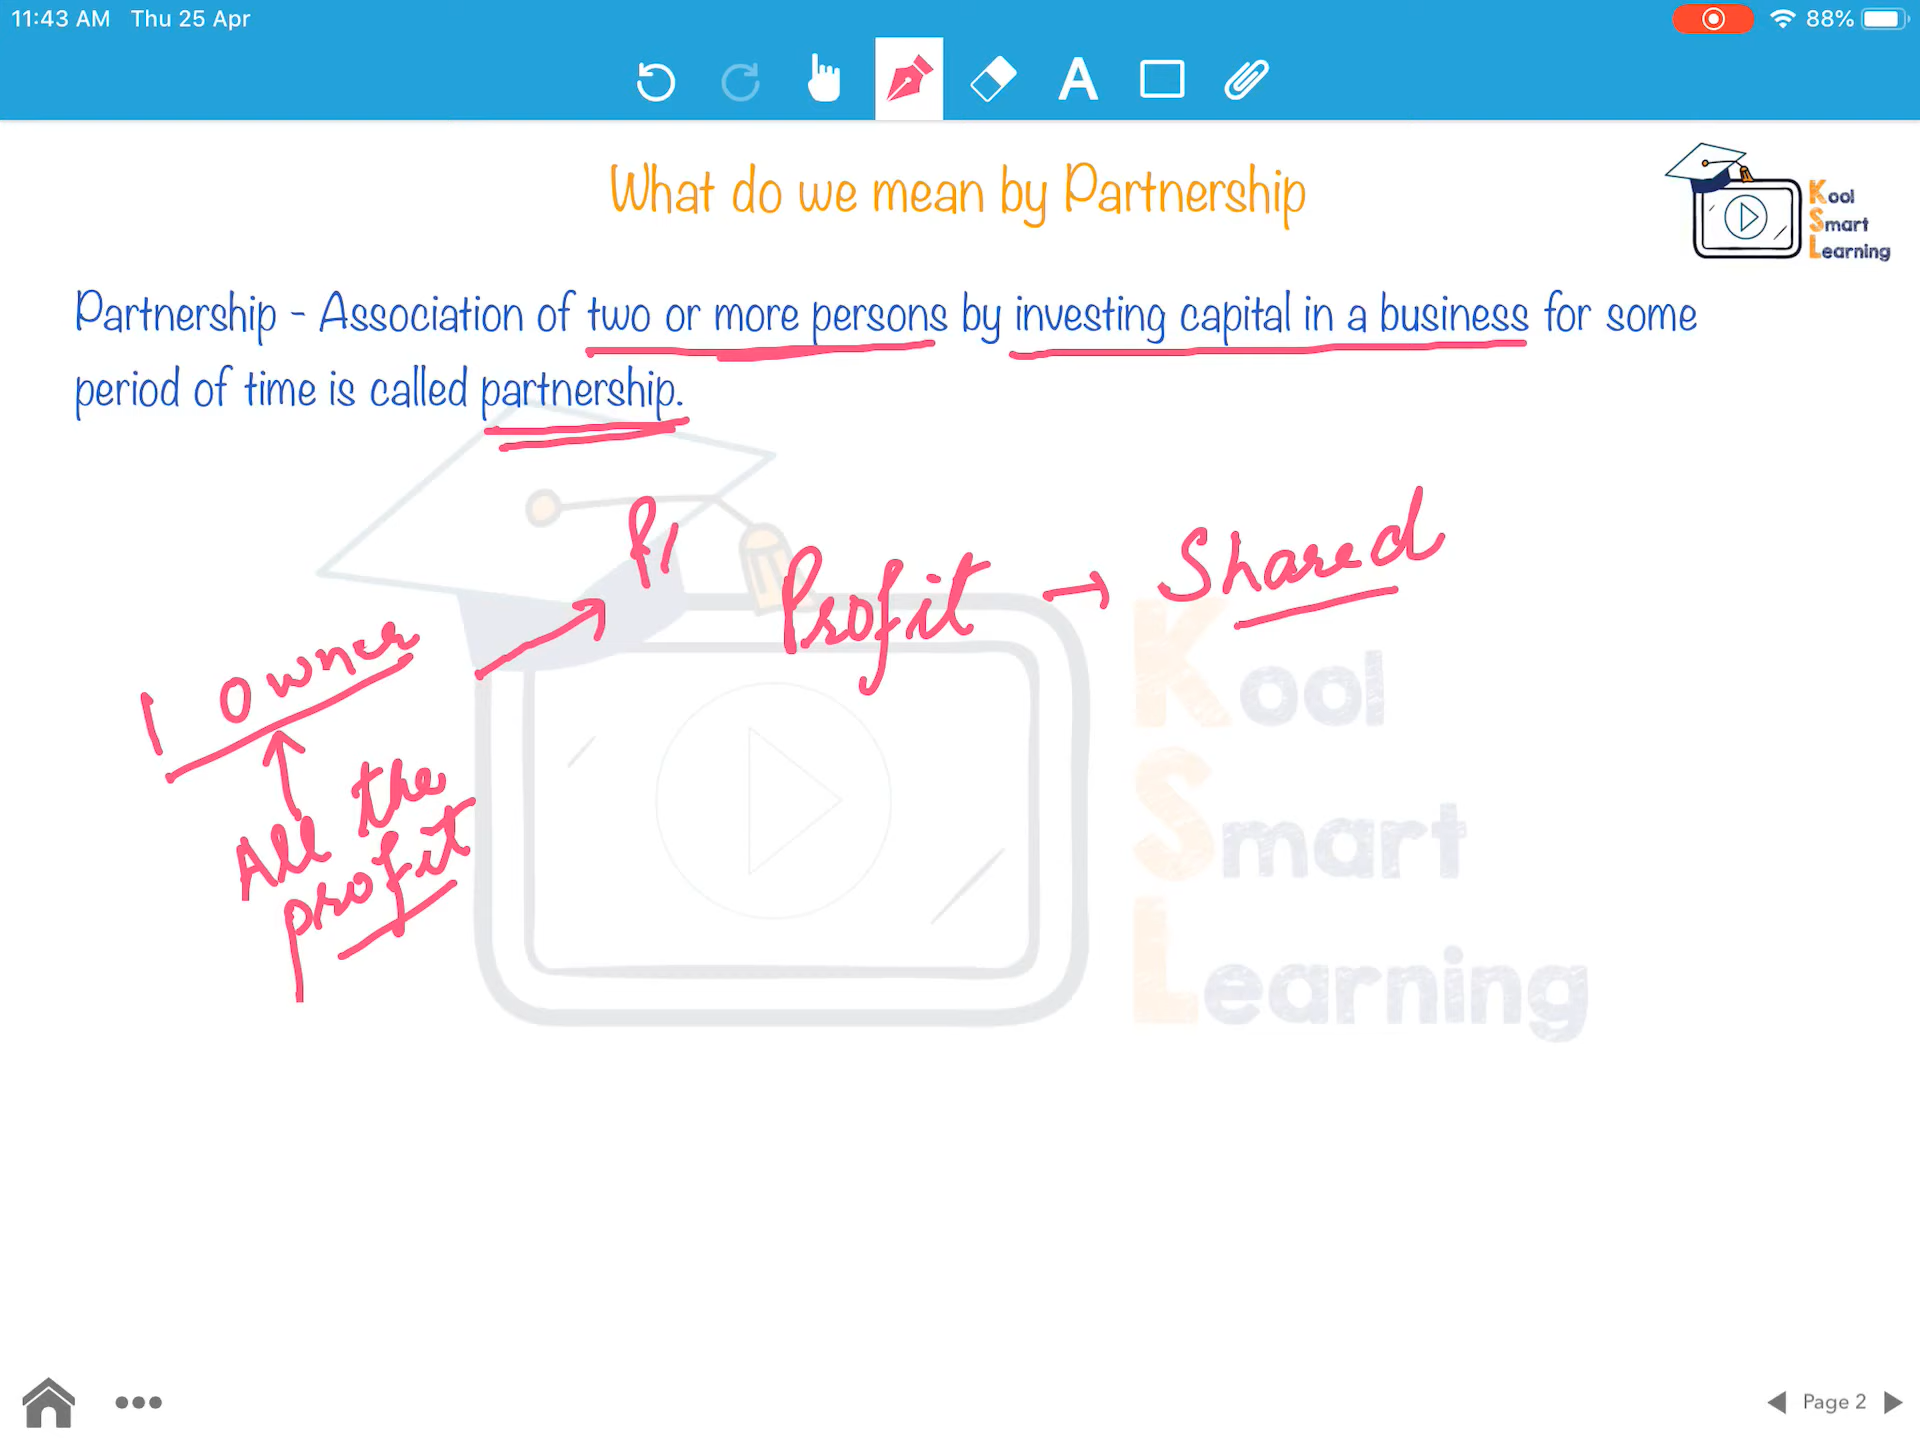 11:43 AM Thu 25 Apr
88%
A
What do we mean by Partnership
Kool
Smart
Learning
Partnership - Association of two or more persons by investing capital in a business for some
period of time is called partnership.
Profit → Shared
1 Owner
All the
profit
Kool
Smart
Learning
Page 2